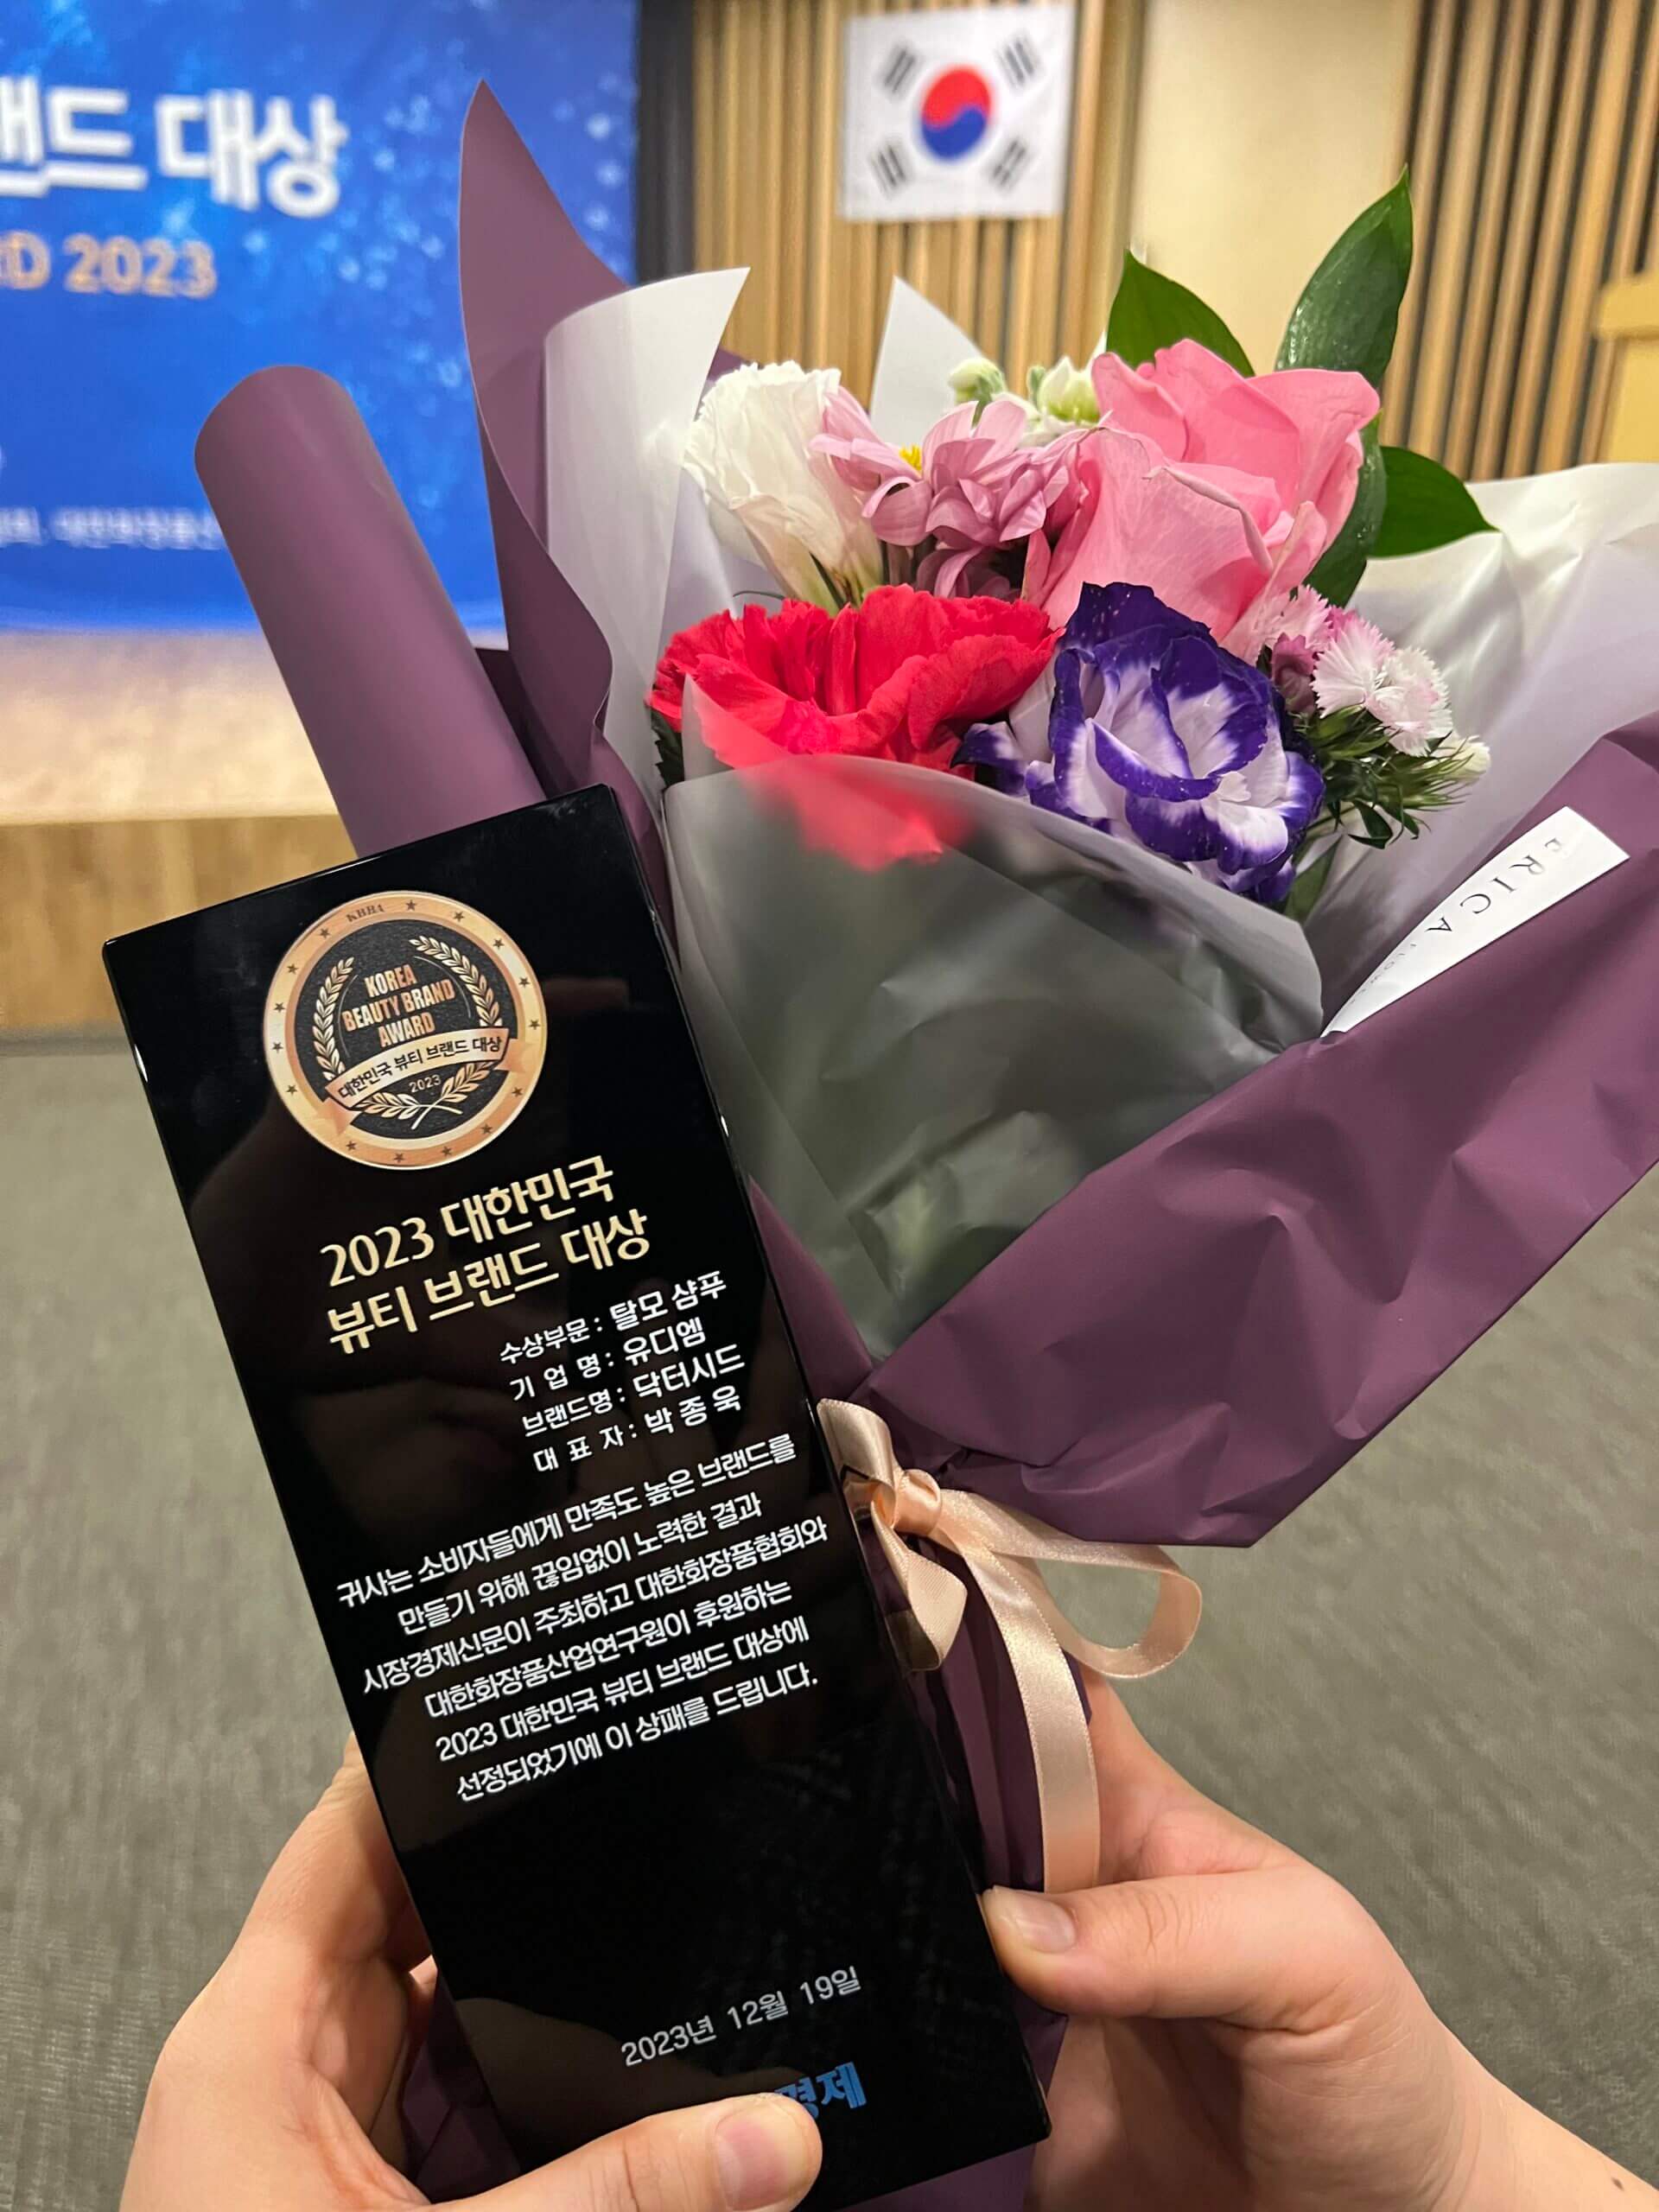 랜드 대상
RD 2023
KBBA
KOREA
BEAUTY BRAND
AWARD
대한민국 뷰티 브랜드 대상
2023
2023 대한민국
뷰티 브랜드 대상
수상부문 : 탈모 샴푸
기 업 명 : 유디엠
브랜드명 : 닥터시드
대 표 자 : 박 종 욱
귀사는 소비자들에게 만족도 높은 브랜드를
만들기 위해 끊임없이 노력한 결과
시장경제신문이 주최하고 대한화장품협회와
대한화장품산업연구원이 후원하는
2023 대한민국 뷰티 브랜드 대상에
선정되었기에 이 상패를 드립니다.
2023년 12월 19일
경제
ERICA